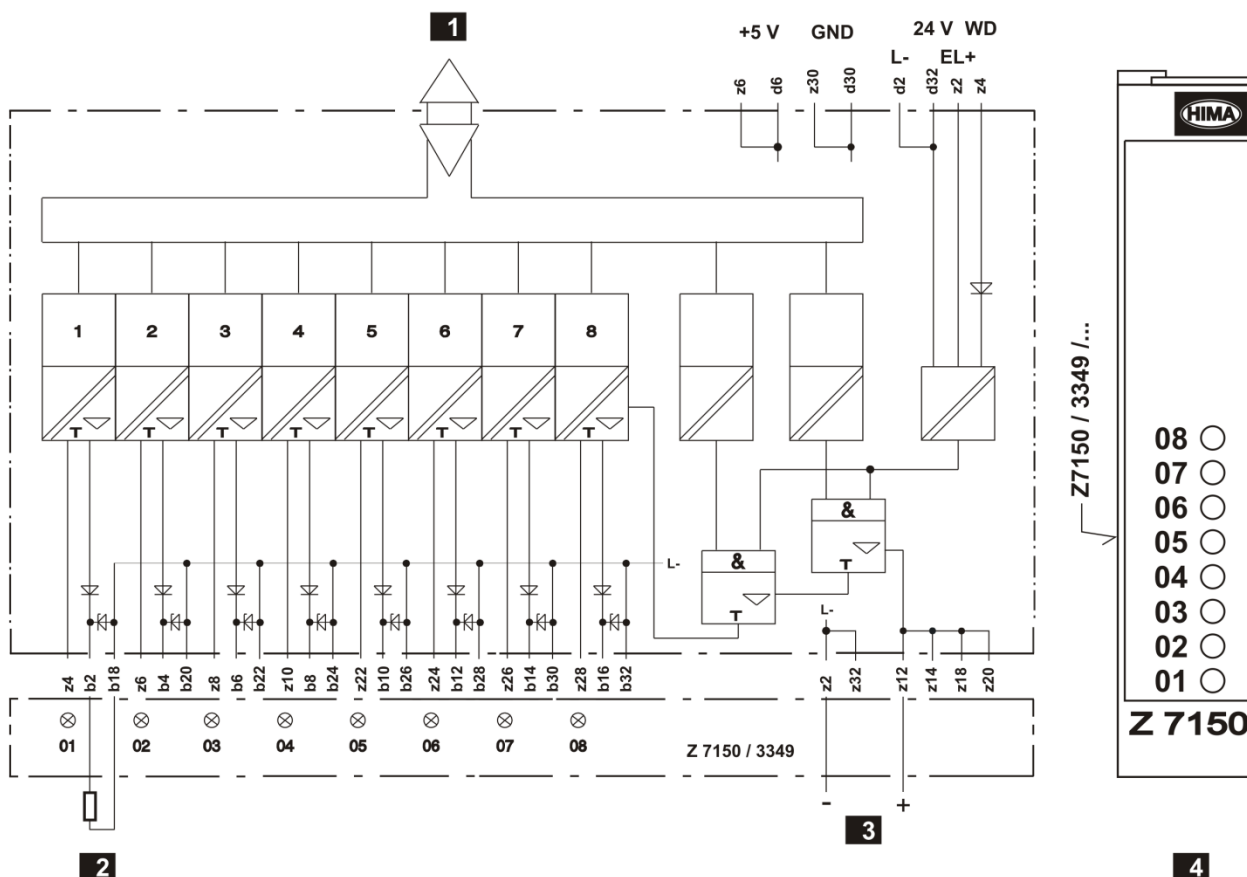 1
+5 V GND 24 V WD
L- EL+
z6 d6 z30 d30 d2 d32 z2 z4
HIMA
1 2 3 4 5 6 7 8
T T T T T T T T
&
T
&
T
L-
L-
z4 b2 b18 z6 b4 b20 z8 b6 b22 z10 b8 b24 z22 b10 b26 z24 b12 b28 z26 b14 b30 z28 b16 b32 z2 z32 z12 z14 z18 z20
01 02 03 04 05 06 07 08
Z 7150 / 3349
- +
2
3
Z7150 / 3349 /...
08
07
06
05
04
03
02
01
Z 7150
4